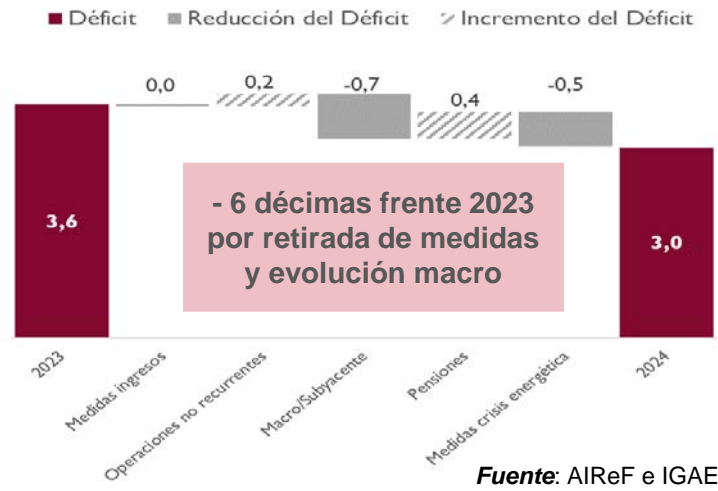 Déficit Reducción del Déficit Incremento del Déficit
0,0 0,2 -0,7 0,4 -0,5
3,6
- 6 décimas frente 2023
por retirada de medidas
y evolución macro
3,0
2023
Medidas ingresos
Operaciones no recurrentes
Macro/Subyacente
Pensiones
Medidas crisis energética
2024
Fuente: AIReF e IGAE